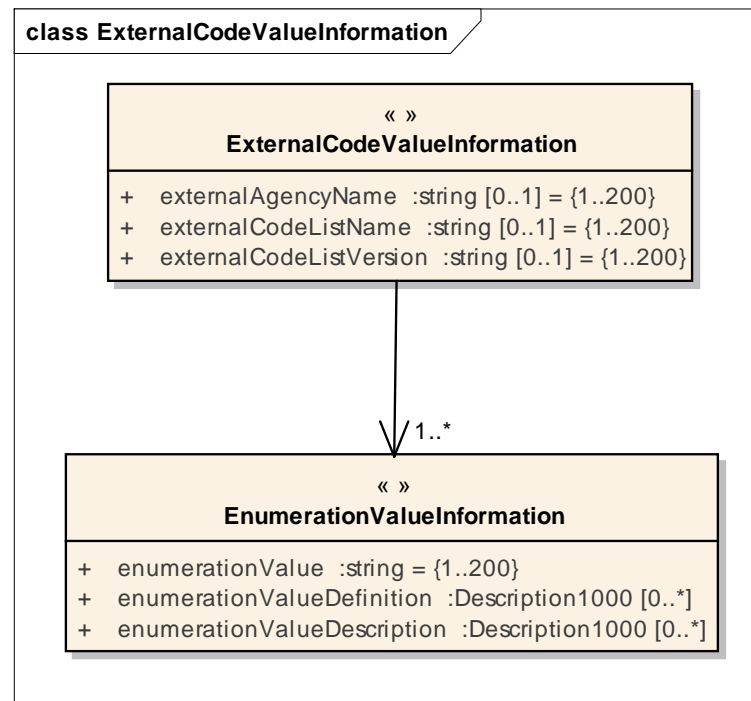 class ExternalCodeValueInformation
« »
ExternalCodeValueInformation
+ externalAgencyName :string [0..1] = {1..200}
+ externalCodeListName :string [0..1] = {1..200}
+ externalCodeListVersion :string [0..1] = {1..200}
1..*
« »
EnumerationValueInformation
+ enumerationValue :string = {1..200}
+ enumerationValueDefinition :Description1000 [0..*]
+ enumerationValueDescription :Description1000 [0..*]